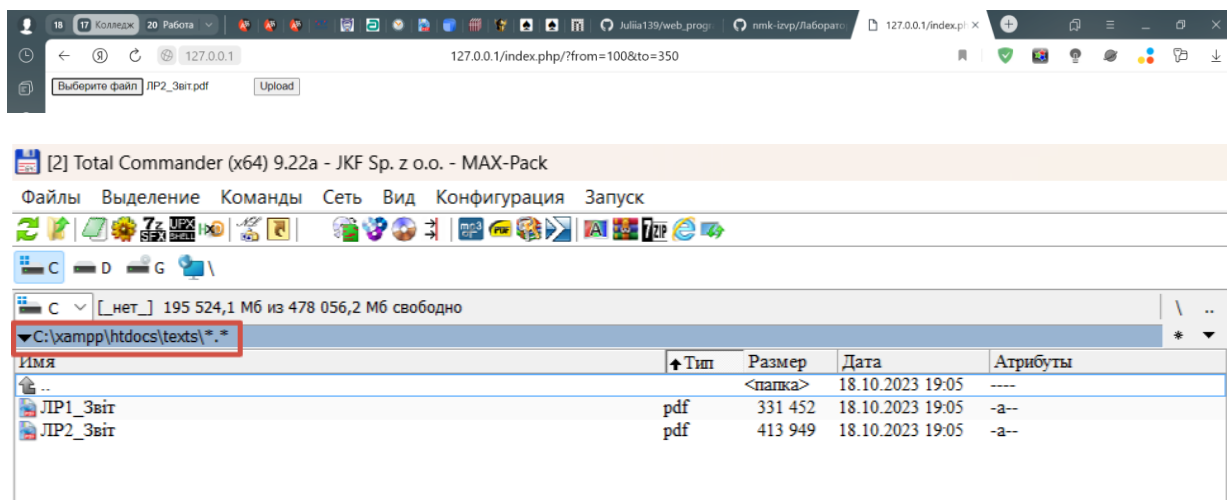 18 17 Колледж 20 Работа Juliia139/web_progr nmk-izvp/Лаборато 127.0.0.1/index.ph
Я 127.0.0.1 127.0.0.1/index.php/?from=100&to=350
Выберите файл ЛР2_Звіт.pdf Upload
[2] Total Commander (x64) 9.22a - JKF Sp. z o.o. - MAX-Pack
Файлы Выделение Команды Сеть Вид Конфигурация Запуск
C D G \
C [_нет_] 195 524,1 Мб из 478 056,2 Мб свободно \ ..
C:\xampp\htdocs\texts\*.* *
Имя Тип Размер Дата Атрибуты
.. <папка> 18.10.2023 19:05 ----
ЛР1_Звіт pdf 331 452 18.10.2023 19:05 -a--
ЛР2_Звіт pdf 413 949 18.10.2023 19:05 -a--